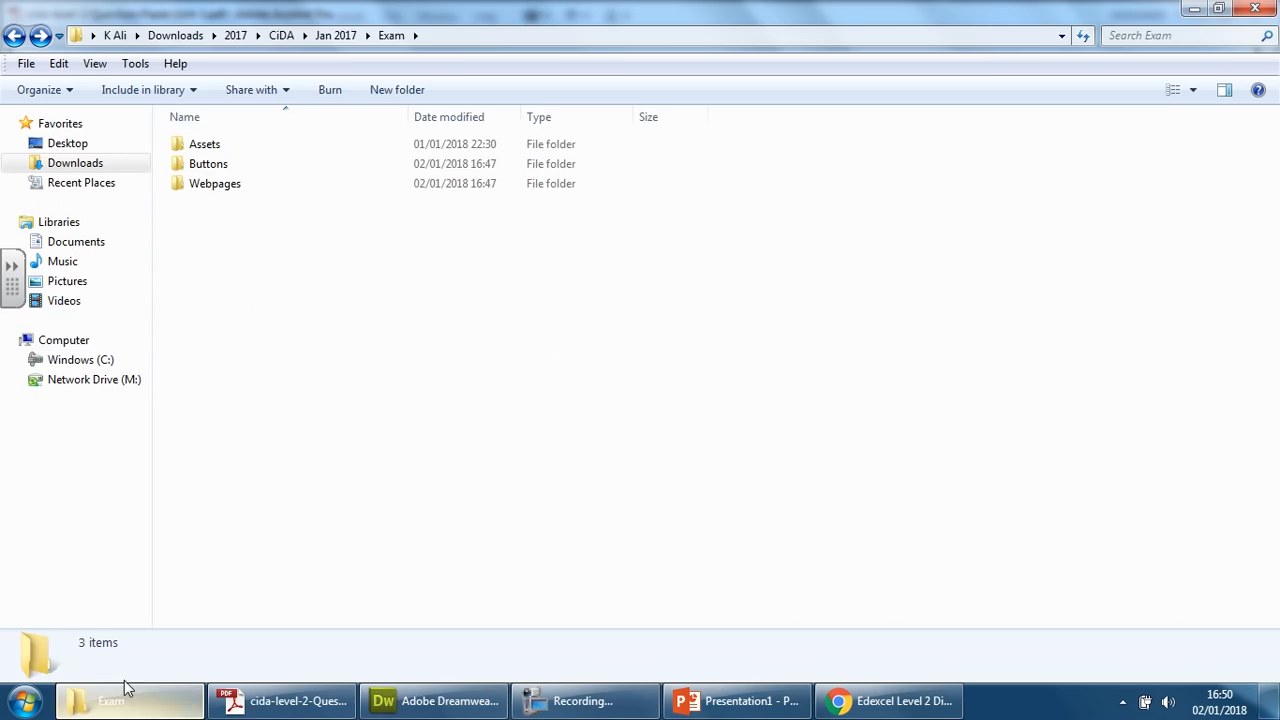 K Ali
Downloads
2017
CiDA
Jan 2017
Exam
Search Exam
File
Edit
View
Tools
Help
Organize
Include in library
Share with
Burn
New folder
Name
Date modified
Type
Size
Favorites
Desktop
Downloads
Recent Places
Libraries
Documents
Music
Pictures
Videos
Computer
Windows (C:)
Network Drive (M:)
Assets 01/01/2018 22:30 File folder
Buttons 02/01/2018 16:47 File folder
Webpages 02/01/2018 16:47 File folder
3 items
Exam
PDF
cida-level-2-Ques...
Dw
Adobe Dreamwea...
Recording...
Presentation1 - P...
Edexcel Level 2 Di...
16:50
02/01/2018